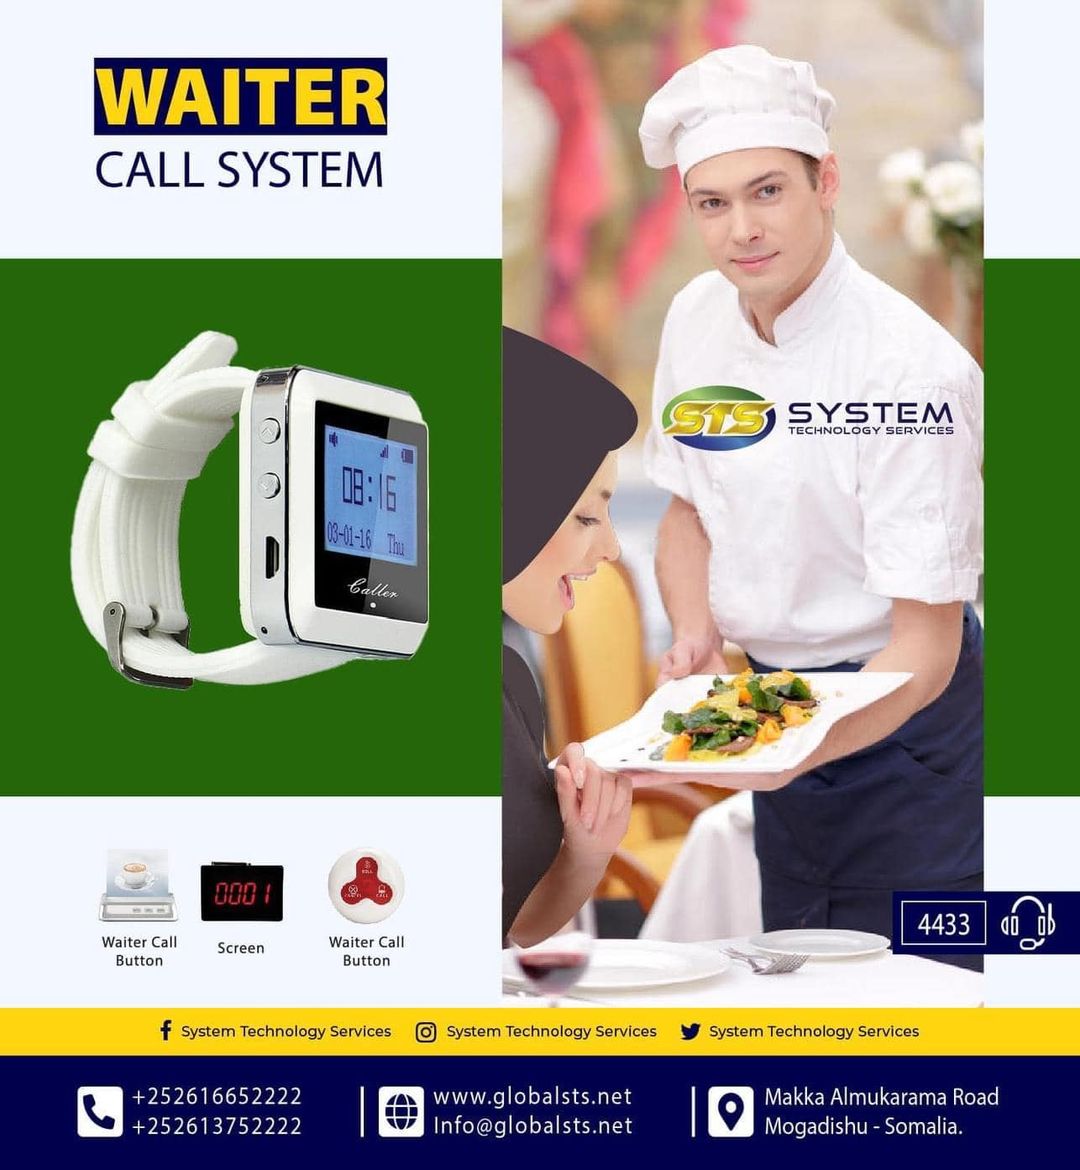 WAITER
CALL SYSTEM
08:16
03-01-16 Thu
Caller
STS SYSTEM
TECHNOLOGY SERVICES
0001
CALL
Waiter Call
Button
Screen
Waiter Call
Button
4433
System Technology Services
System Technology Services
System Technology Services
+252616652222
+252613752222
www.globalsts.net
Info@globalsts.net
Makka Almukarama Road
Mogadishu - Somalia.